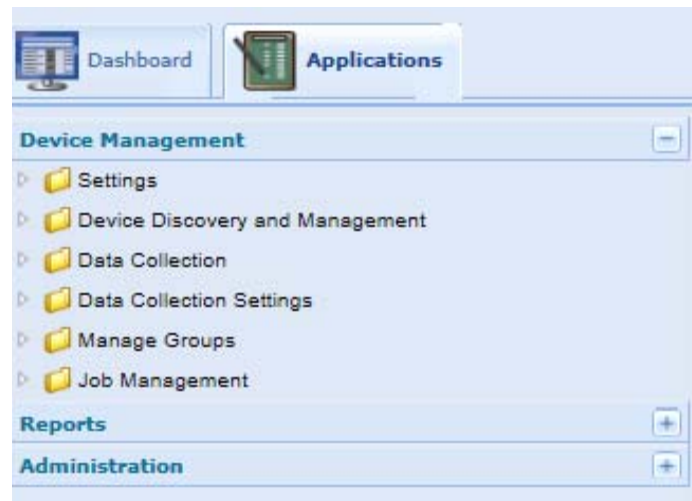 Dashboard Applications
Device Management
Settings
Device Discovery and Management
Data Collection
Data Collection Settings
Manage Groups
Job Management
Reports
Administration